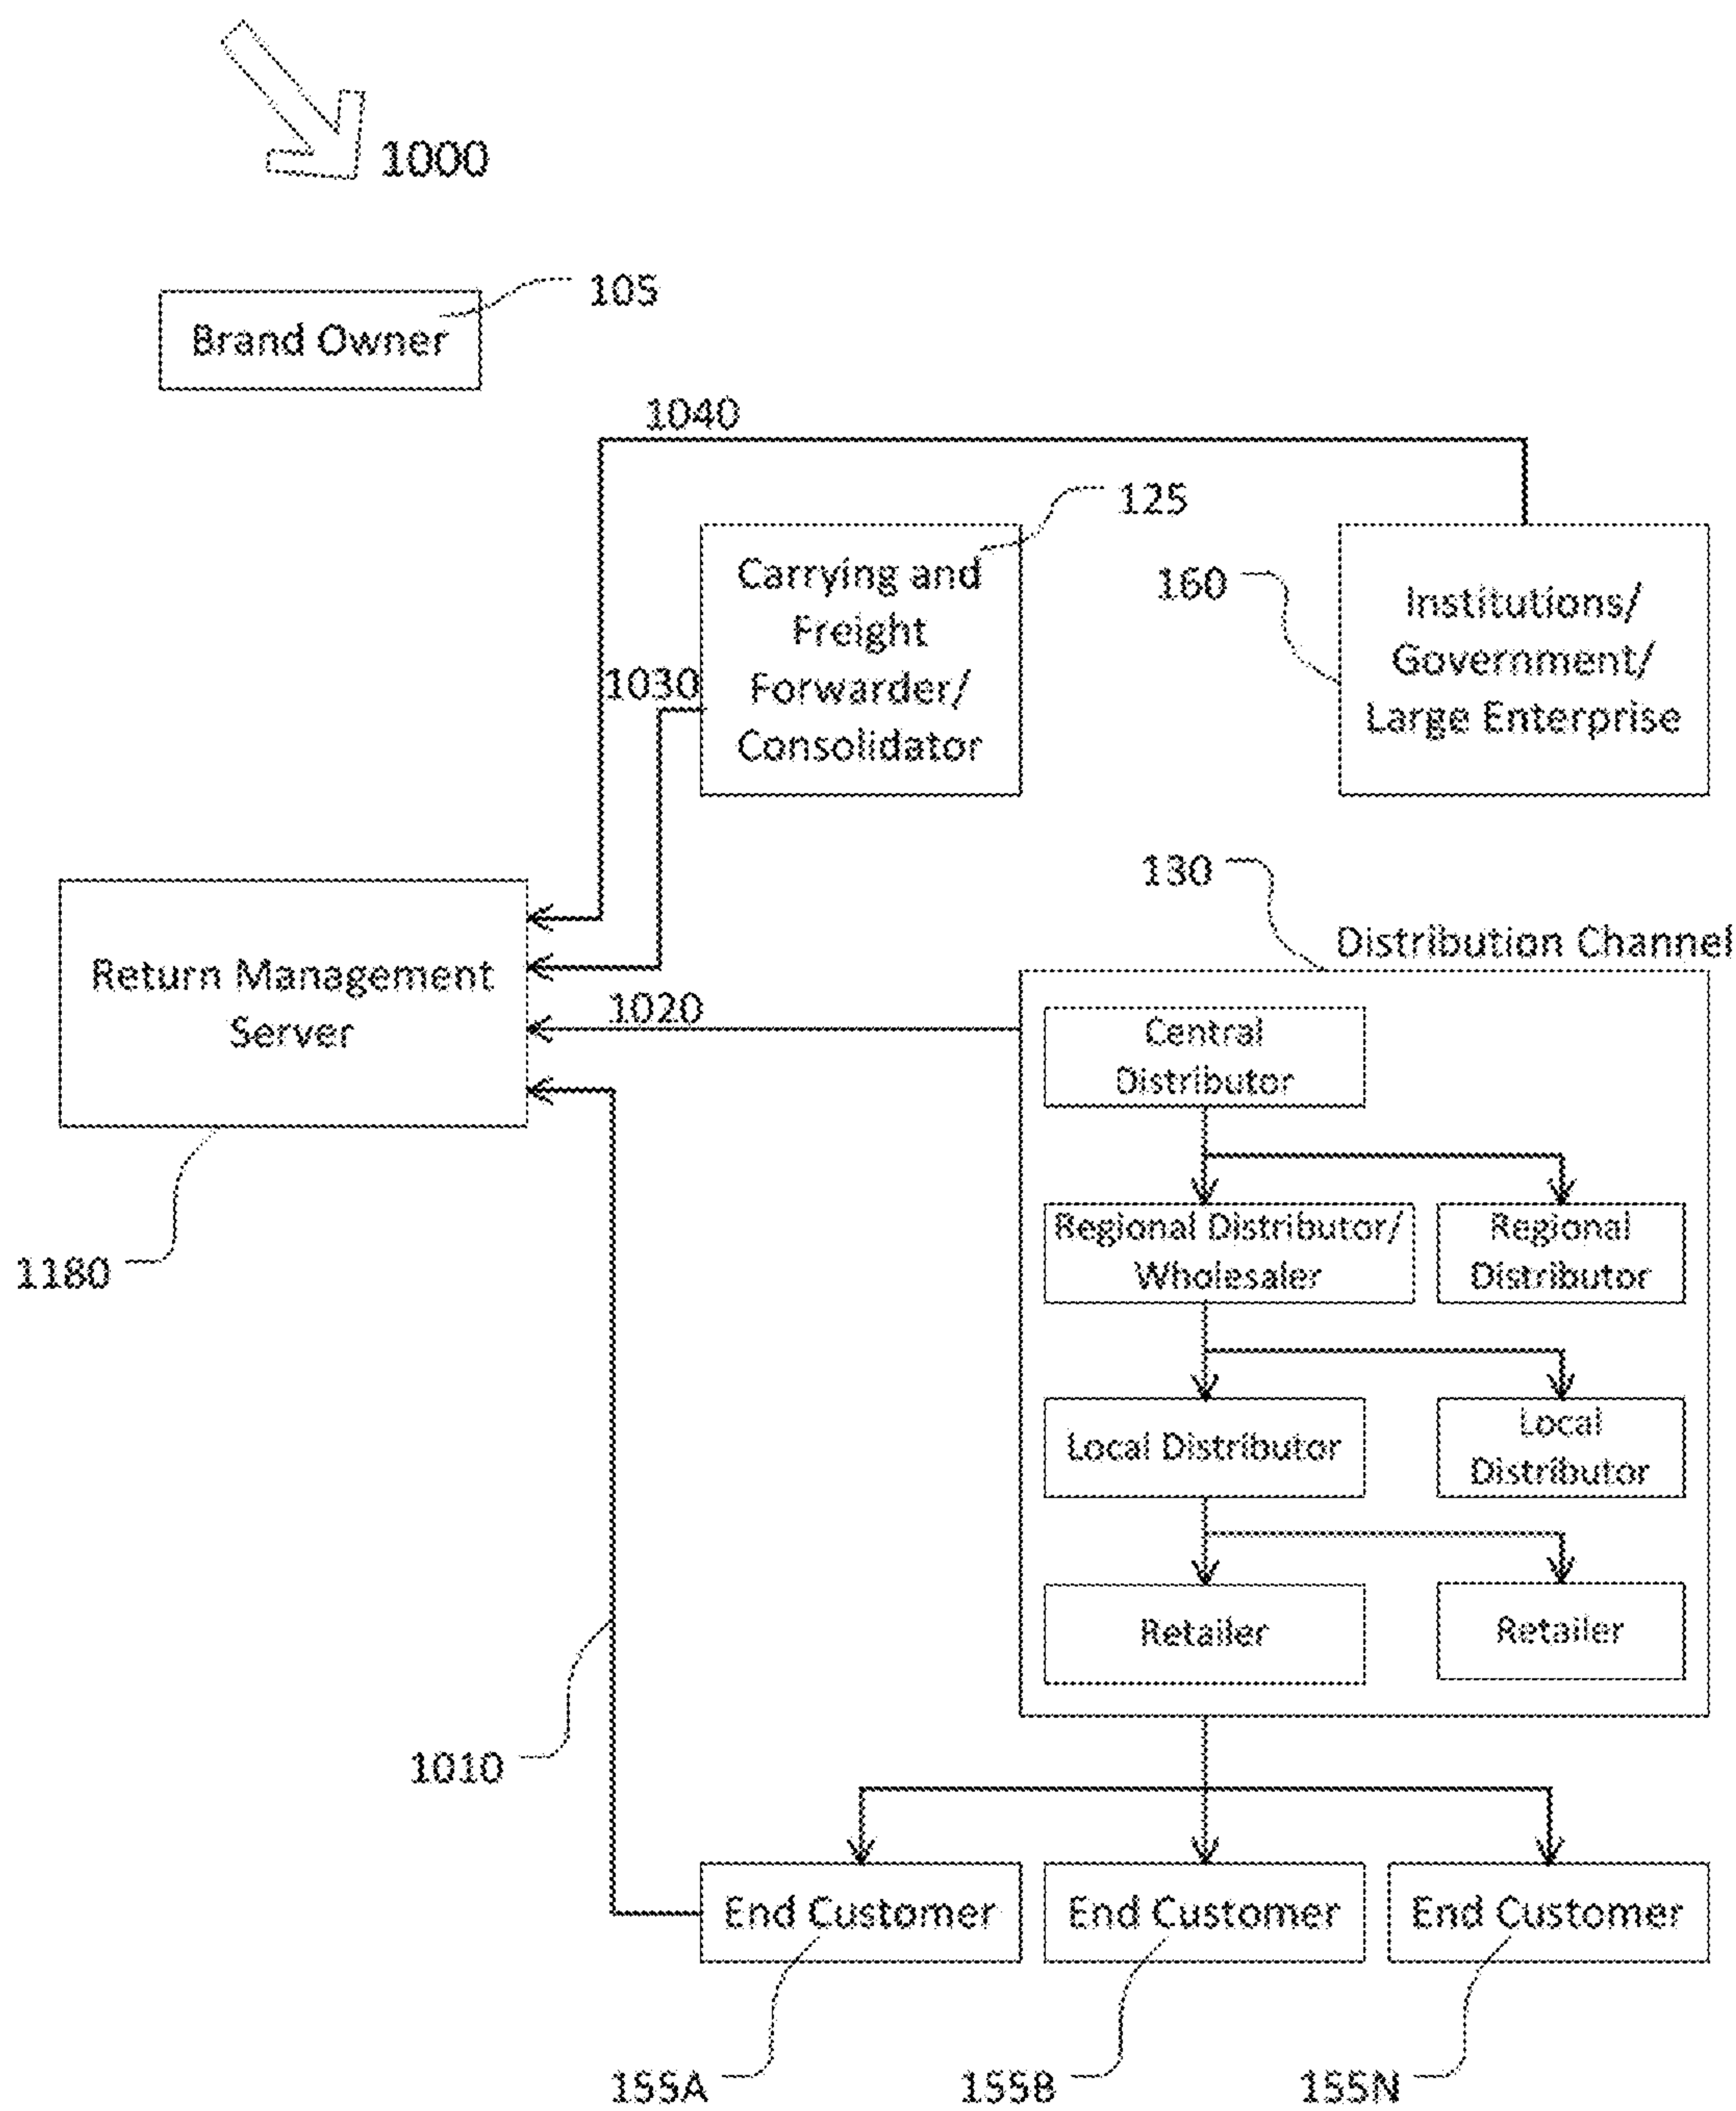 1000
105
Brand Owner
1040
125
Carrying and
Freight
Forwarder/
Consolidator
160
Institutions/
Government/
Large Enterprise
1030
130
Distribution Channel
Return Management
Server
1020
Central
Distributor
Regional Distributor/
Wholesaler
Regional
Distributor
1180
Local Distributor
Local
Distributor
Retailer
Retailer
1010
End Customer
End Customer
End Customer
155A
155B
155N